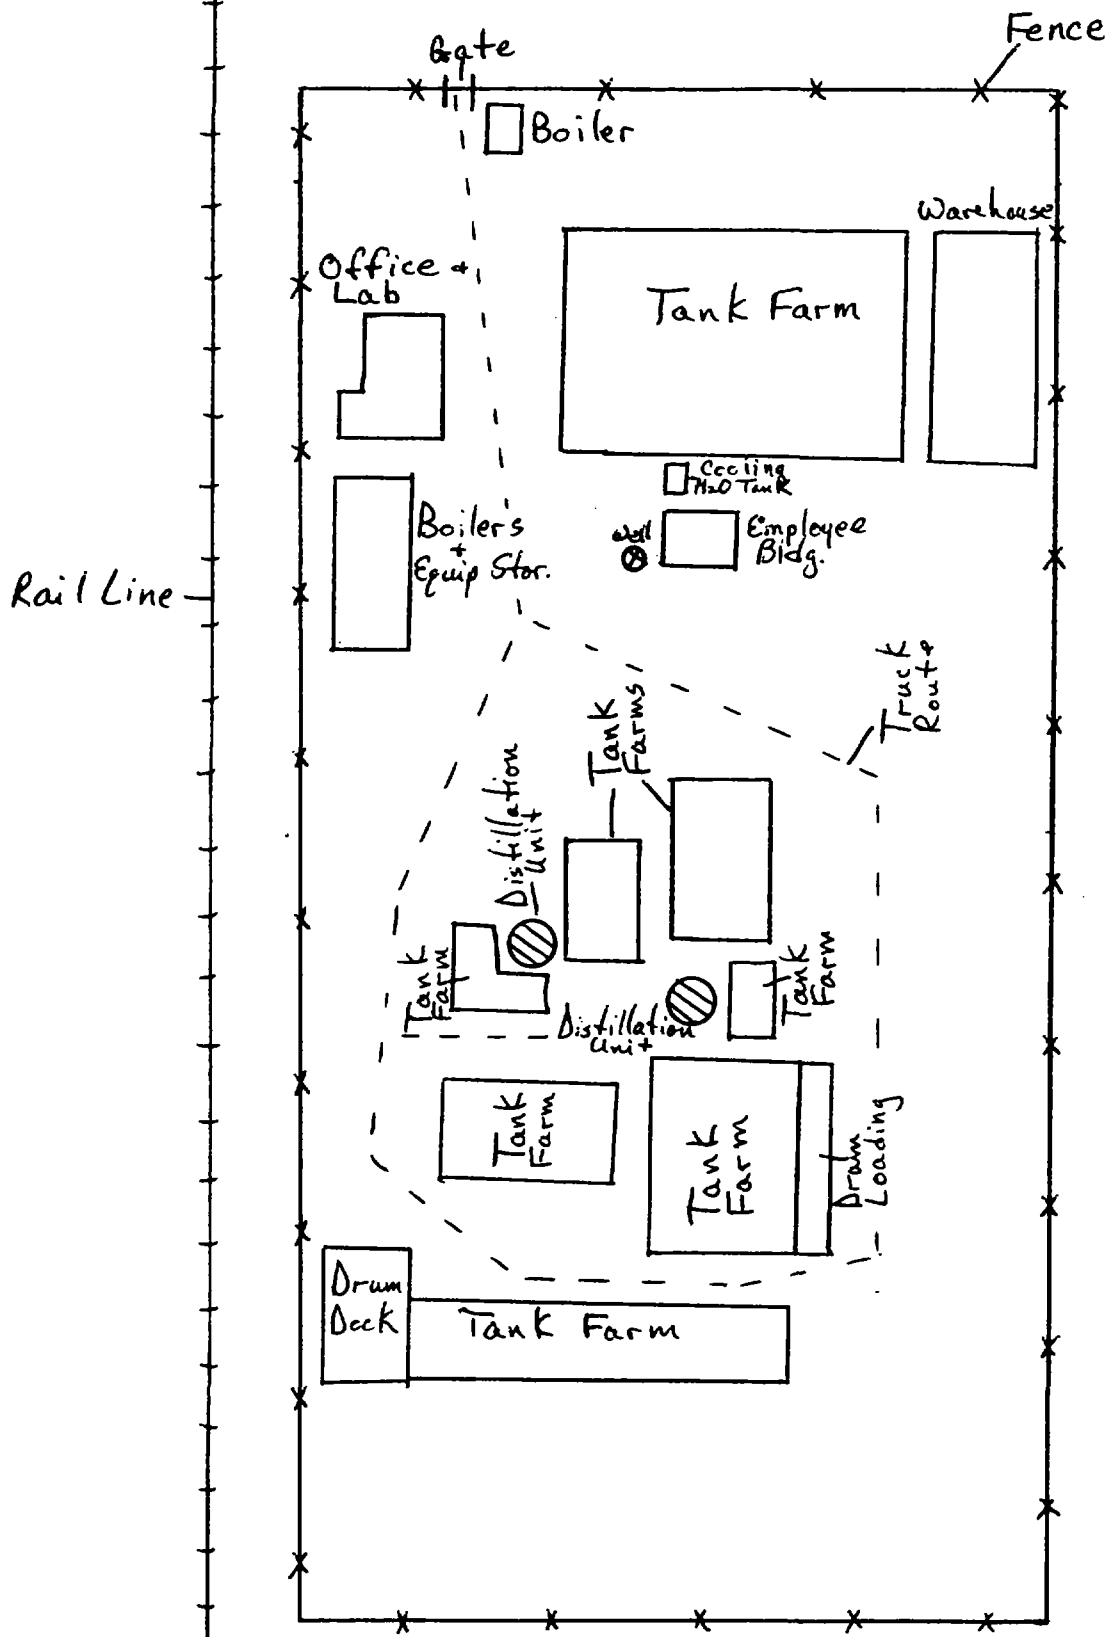 Fence
Gate
Boiler
Warehouse
Office +
Lab
Tank Farm
Cooling
H2O Tank
Well
Employee
Bldg.
Boiler's
+
Equip Stor.
Rail Line
Truck
Route
Tank
Farms
Distillation
Unit
Tank
Farm
Tank
Farm
Distillation
Unit
Tank
Farm
Tank
Farm
Drum
Loading
Drum
Dock
Tank Farm